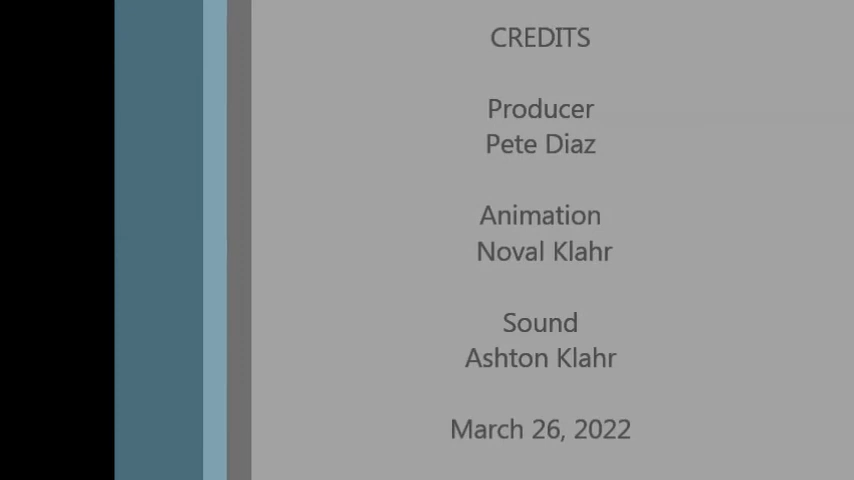 CREDITS
Producer
Pete Diaz
Animation
Noval Klahr
Sound
Ashton Klahr
March 26, 2022